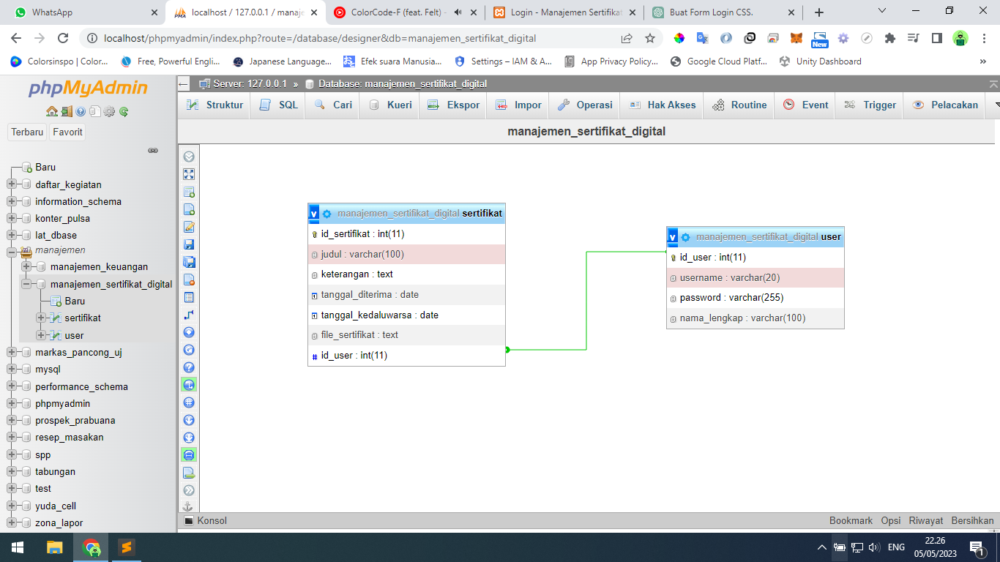 WhatsApp
localhost / 127.0.0.1 / manaje
ColorCode-F (feat. Felt) -
Login - Manajemen Sertifikat
Buat Form Login CSS.
localhost/phpmyadmin/index.php?route=/database/designer&db=manajemen_sertifikat_digital
New
Colorsinspo | Color...
Free, Powerful Engli...
Japanese Language...
Efek suara Manusia...
Settings – IAM & A...
App Privacy Policy...
Google Cloud Platf...
Unity Dashboard
»
phpMyAdmin
Terbaru
Favorit
Baru
daftar_kegiatan
information_schema
konter_pulsa
lat_dbase
manajemen
manajemen_keuangan
manajemen_sertifikat_digital
Baru
sertifikat
user
markas_pancong_uj
mysql
performance_schema
phpmyadmin
prospek_prabuana
resep_masakan
spp
tabungan
test
yuda_cell
zona_lapor
Server: 127.0.0.1 » Database: manajemen_sertifikat_digital
Struktur
SQL
Cari
Kueri
Ekspor
Impor
Operasi
Hak Akses
Routine
Event
Trigger
Pelacakan
manajemen_sertifikat_digital
v manajemen_sertifikat_digital sertifikat
id_sertifikat : int(11)
judul : varchar(100)
keterangan : text
tanggal_diterima : date
tanggal_kedaluwarsa : date
file_sertifikat : text
# id_user : int(11)
v manajemen_sertifikat_digital user
id_user : int(11)
username : varchar(20)
password : varchar(255)
nama_lengkap : varchar(100)
Konsol
Bookmark Opsi Riwayat Bersihkan
ENG
22.26
05/05/2023
1